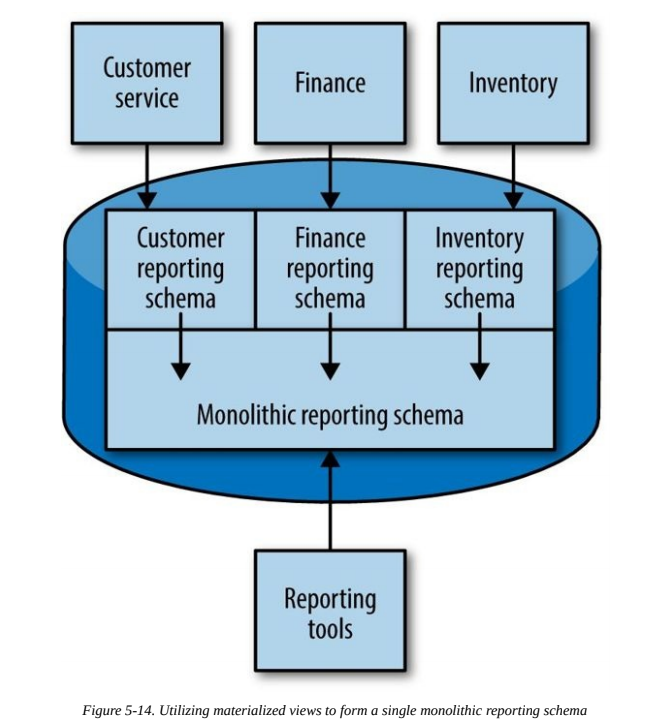 Customer
service
Finance
Inventory
Customer
reporting
schema
Finance
reporting
schema
Inventory
reporting
schema
Monolithic reporting schema
Reporting
tools
Figure 5-14. Utilizing materialized views to form a single monolithic reporting schema